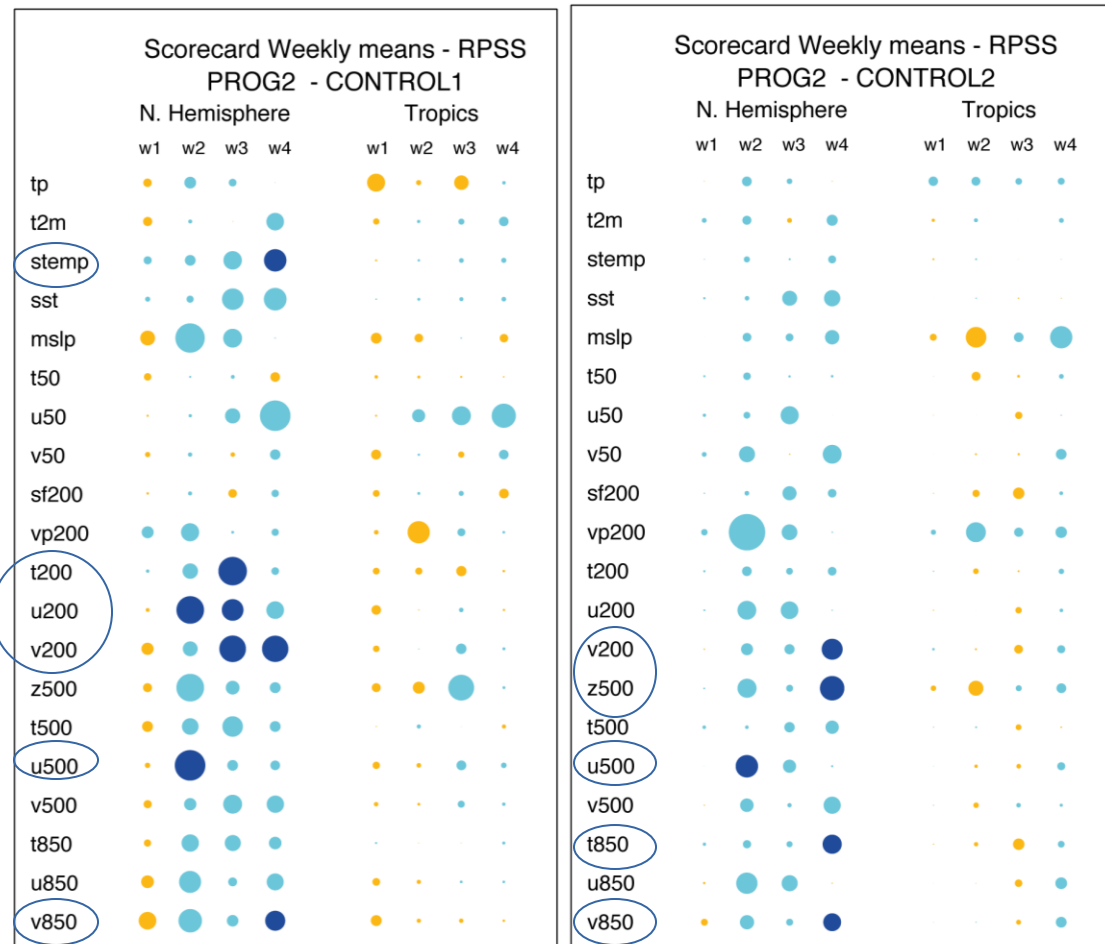 Scorecard Weekly means - RPSS
PROG2 - CONTROL1
N. Hemisphere Tropics
w1 w2 w3 w4 w1 w2 w3 w4
tp
t2m
stemp
sst
mslp
t50
u50
v50
sf200
vp200
t200
u200
v200
z500
t500
u500
v500
t850
u850
v850
Scorecard Weekly means - RPSS
PROG2 - CONTROL2
N. Hemisphere Tropics
w1 w2 w3 w4 w1 w2 w3 w4
tp
t2m
stemp
sst
mslp
t50
u50
v50
sf200
vp200
t200
u200
v200
z500
t500
u500
v500
t850
u850
v850